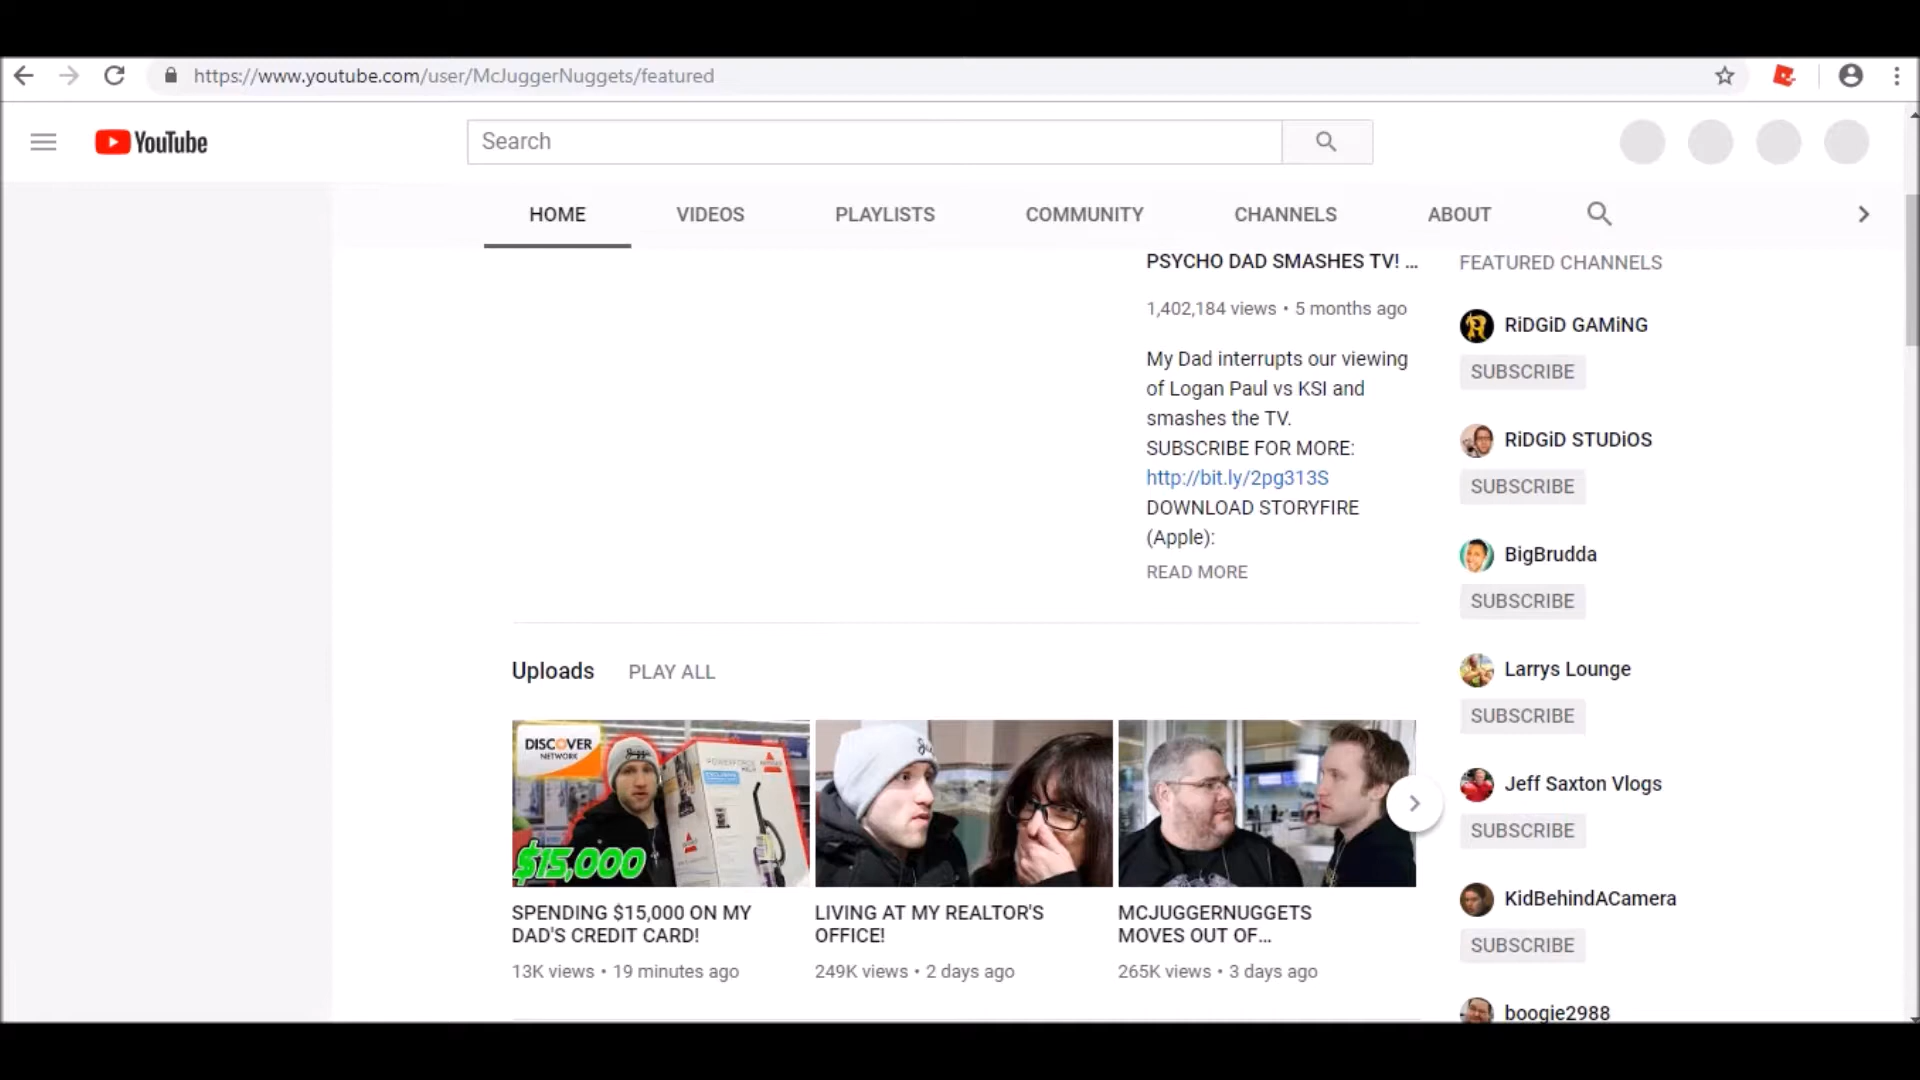 https://www.youtube.com/user/McJuggerNuggets/featured
YouTube
Search
HOME VIDEOS PLAYLISTS COMMUNITY CHANNELS ABOUT
PSYCHO DAD SMASHES TV! ...
1,402,184 views • 5 months ago
My Dad interrupts our viewing
of Logan Paul vs KSI and
smashes the TV.
SUBSCRIBE FOR MORE:
http://bit.ly/2pg313S
DOWNLOAD STORYFIRE
(Apple):
READ MORE
FEATURED CHANNELS
RiDGiD GAMiNG
SUBSCRIBE
RiDGiD STUDiOS
SUBSCRIBE
BigBrudda
SUBSCRIBE
Larrys Lounge
SUBSCRIBE
Jeff Saxton Vlogs
SUBSCRIBE
KidBehindACamera
SUBSCRIBE
boogie2988
Uploads PLAY ALL
DISCOVER
NETWORK
POWERFORCE
BISSELL
$15,000
SPENDING $15,000 ON MY
DAD'S CREDIT CARD!
13K views • 19 minutes ago
LIVING AT MY REALTOR'S
OFFICE!
249K views • 2 days ago
MCJUGGERNUGGETS
MOVES OUT OF...
265K views • 3 days ago